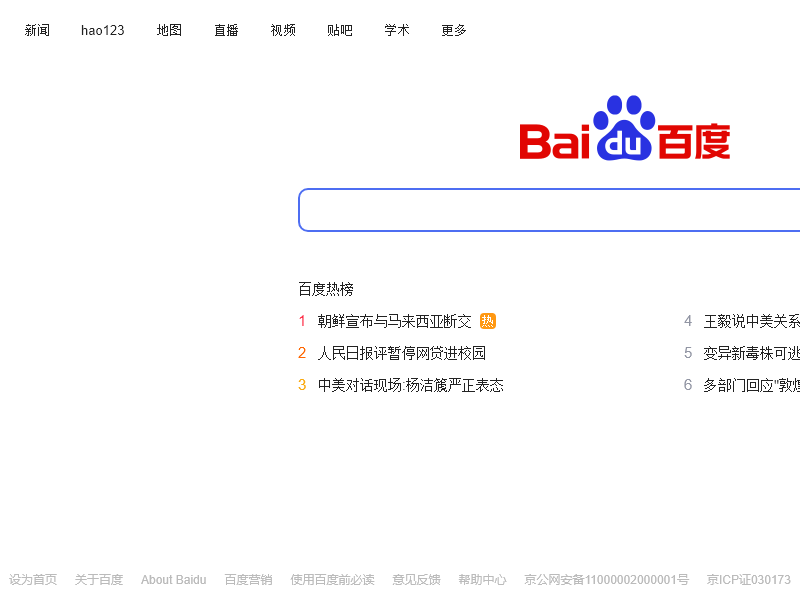 新闻 hao123 地图 直播 视频 贴吧 学术 更多
Bai du 百度
百度热榜
1 朝鲜宣布与马来西亚断交 热
2 人民日报评暂停网贷进校园
3 中美对话现场:杨洁篪严正表态
4 王毅说中美关系
5 变异新毒株可逃
6 多部门回应"敦煌
设为首页 关于百度 About Baidu 百度营销 使用百度前必读 意见反馈 帮助中心 京公网安备11000002000001号 京ICP证030173